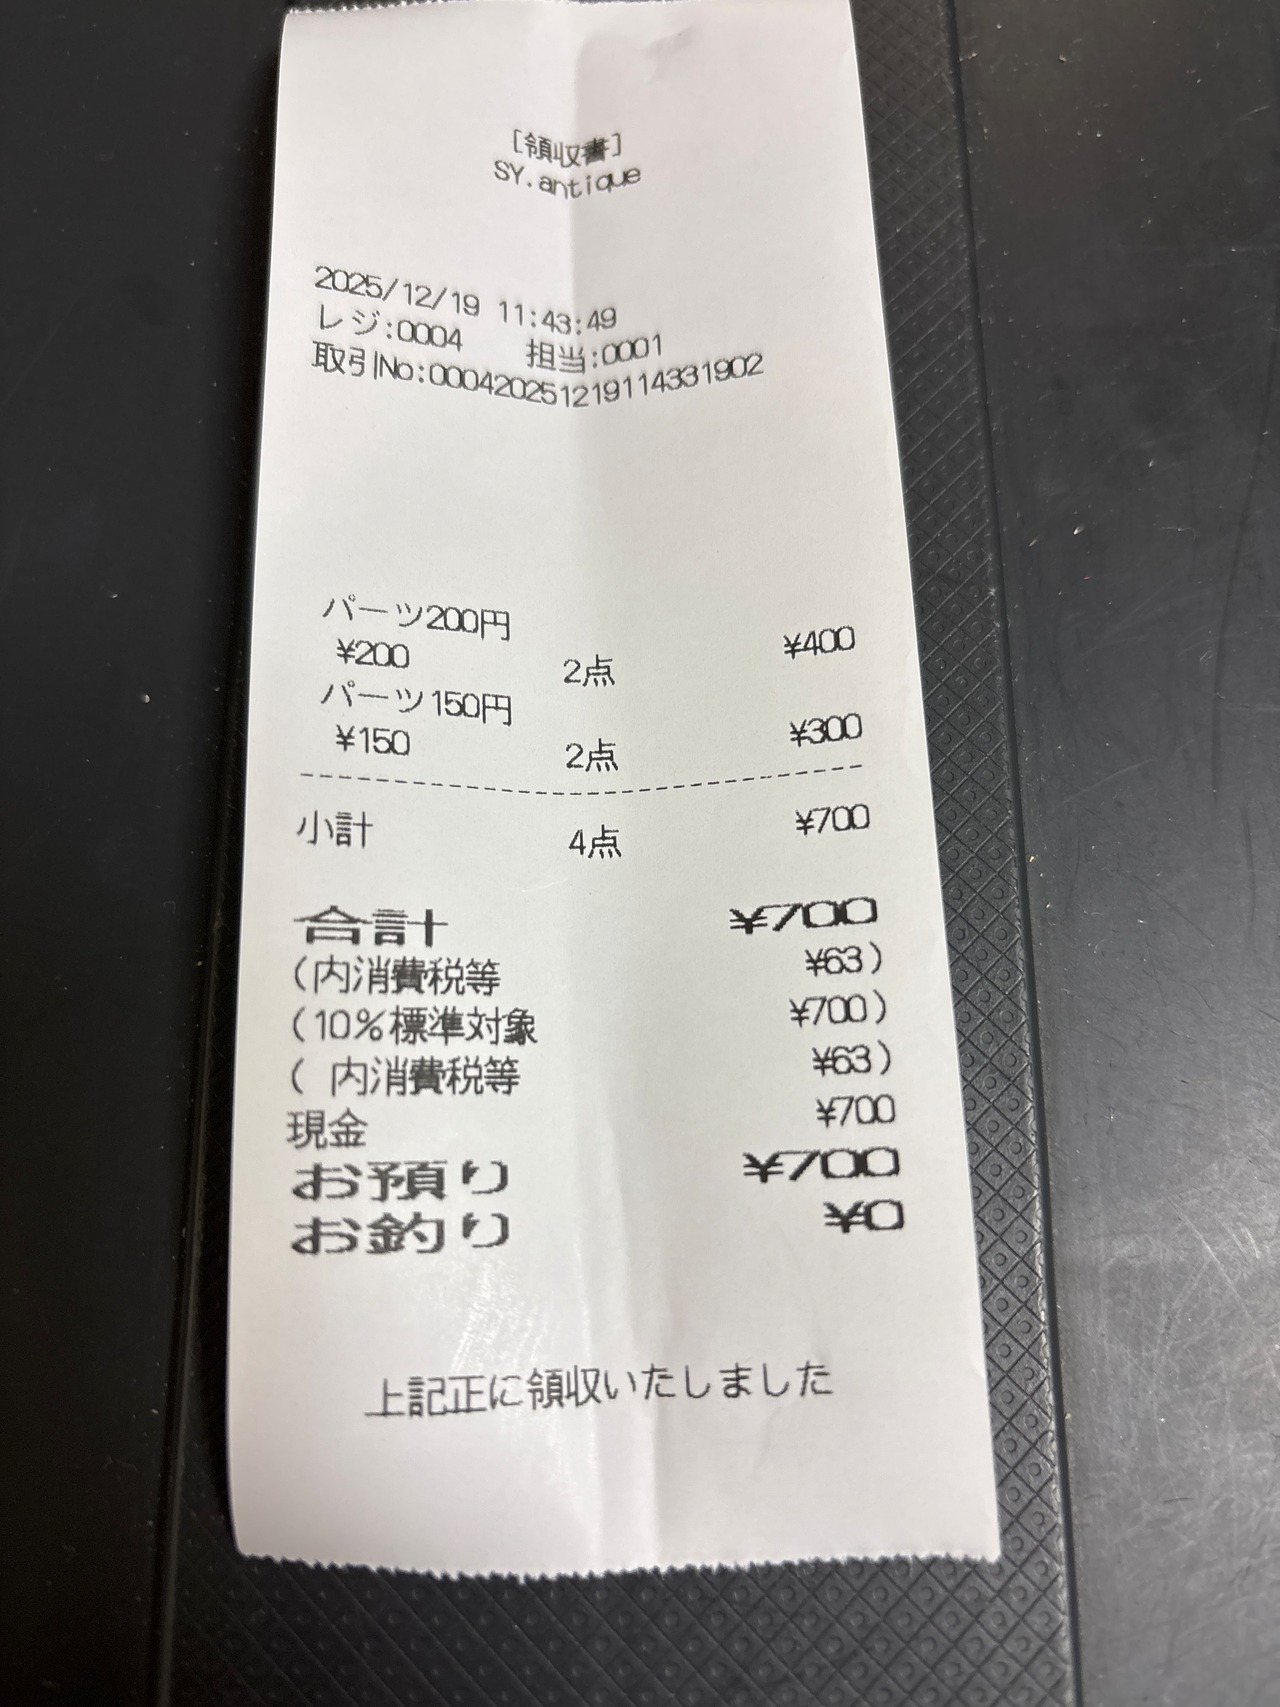 [領収書]
SY.antique
2025/12/19 11:43:49
レジ:0004 担当:0001
取引No:00042025121911433190​2
パーツ200円
¥200 2点 ¥400
パーツ150円
¥150 2点 ¥300
小計 4点 ¥700
合計 ¥700
(内消費税等 ¥63)
(10%標準対象 ¥700)
( 内消費税等 ¥63)
現金 ¥700
お預り ¥700
お釣り ¥0
上記正に領収いたしました